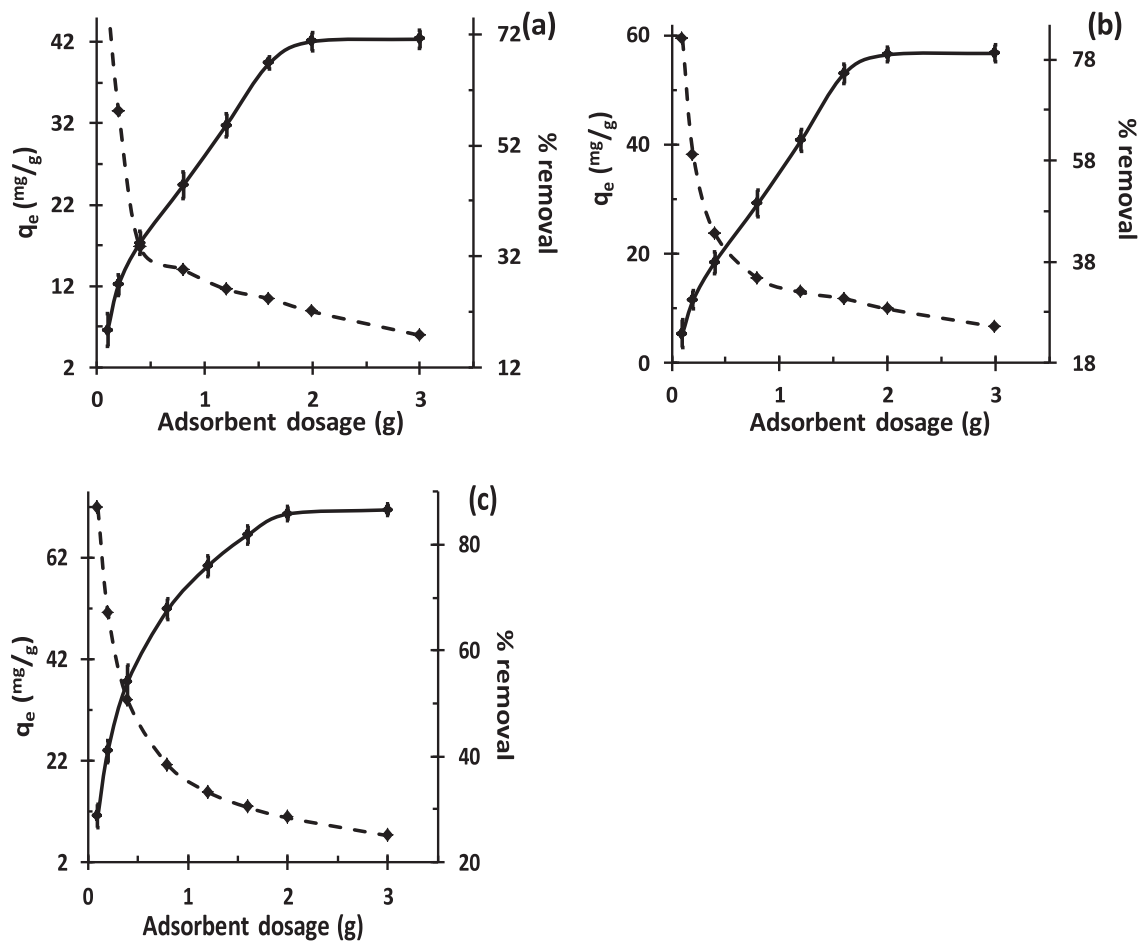 (a)
42
32
22
12
2
72
52
32
12
qe (mg/g)
% removal
0 1 2 3
Adsorbent dosage (g)
(b)
60
40
20
0
78
58
38
18
qe (mg/g)
% removal
0 1 2 3
Adsorbent dosage (g)
(c)
62
42
22
2
80
60
40
20
qe (mg/g)
% removal
0 1 2 3
Adsorbent dosage (g)